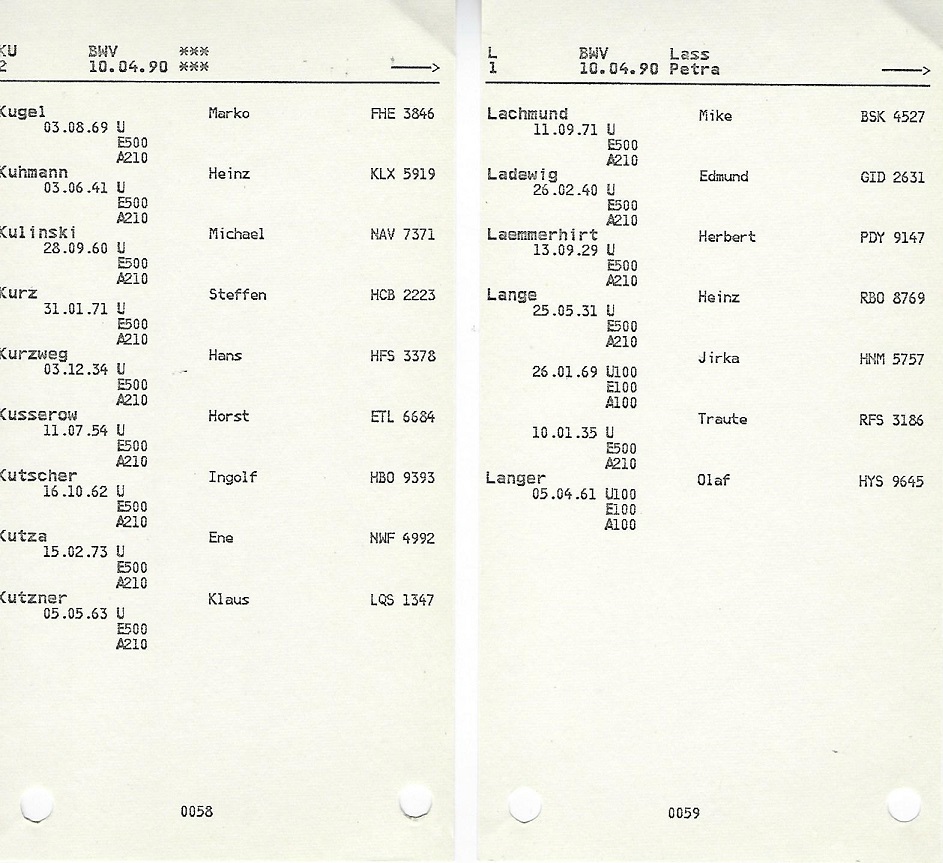 KU BWV ***
2 10.04.90 *** ———>
Kugel Marko FHE 3846
03.08.69 U
E500
A210
Kuhmann Heinz KLX 5919
03.06.41 U
E500
A210
Kulinski Michael NAV 7371
28.09.60 U
E500
A210
Kurz Steffen HCB 2223
31.01.71 U
E500
A210
Kurzweg Hans HFS 3378
03.12.34 U
E500
A210
Kusserow Horst ETL 6684
11.07.54 U
E500
A210
Kutscher Ingolf HBO 9393
16.10.62 U
E500
A210
Kutza Ene NWF 4992
15.02.73 U
E500
A210
Kutzner Klaus LQS 1347
05.05.63 U
E500
A210
0058
L BWV Lass
1 10.04.90 Petra ———>
Lachmund Mike BSK 4527
11.09.71 U
E500
A210
Ladewig Edmund GID 2631
26.02.40 U
E500
A210
Laemmerhirt Herbert PDY 9147
13.09.29 U
E500
A210
Lange Heinz RBO 8769
25.05.31 U
E500
A210
Jirka HNM 5757
26.01.69 U100
E100
A100
Traute RFS 3186
10.01.35 U
E500
A210
Langer Olaf HYS 9645
05.04.61 U100
E100
A100
0059